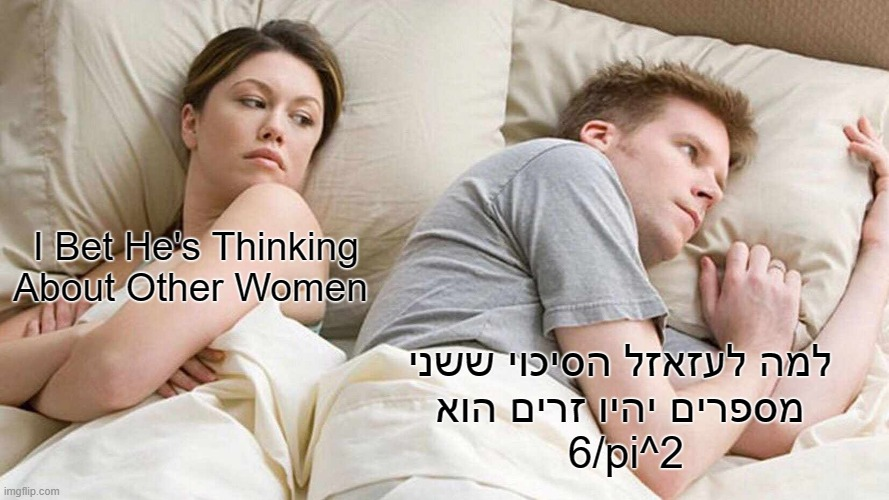 I Bet He's Thinking
About Other Women
למה לעזאזל הסיכוי ששני
מספרים יהיו זרים הוא
6/pi^2
imgflip.com